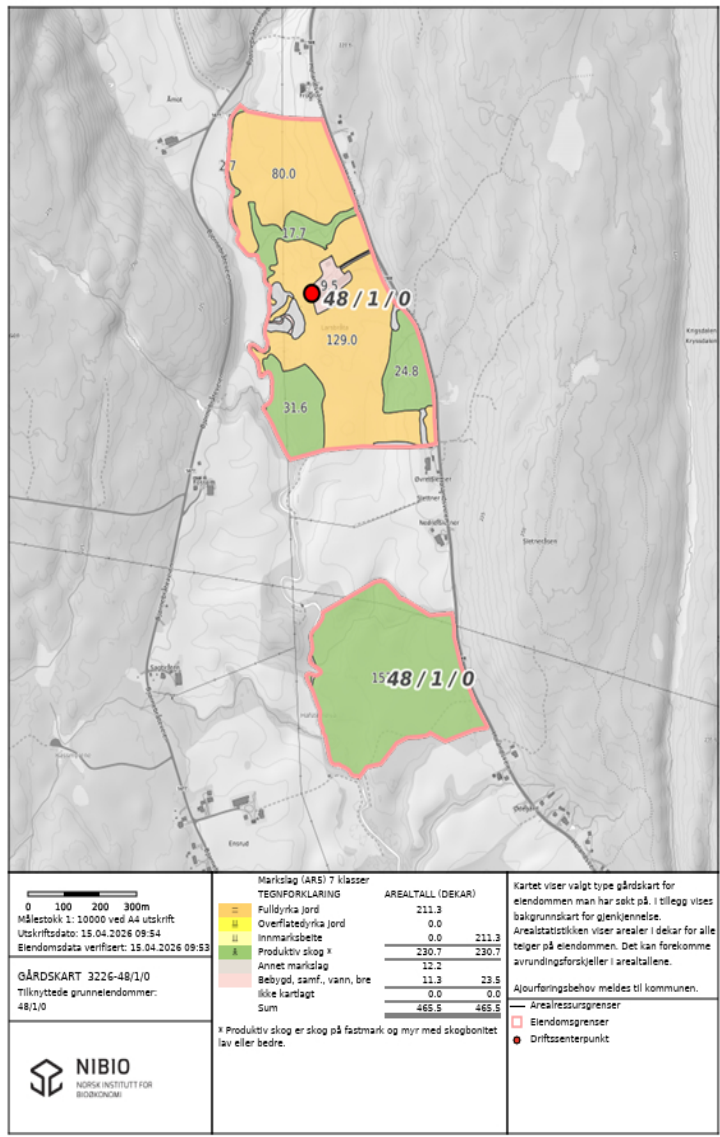 Åmot
2.7
80.0
17.7
9.5
48 / 1 / 0
129.0
24.8
31.6
Slettner
Sletneråsen
Krysdalen
Kryssdalen
48 / 1 / 0
Ensrud
0 100 200 300m
Målestokk 1: 10000 ved A4 utskrift
Utskriftsdato: 15.04.2026 09:54
Eiendomsdata verifisert: 15.04.2026 09:53
GÅRDSKART 3226-48/1/0
Tilknyttede grunneiendommer:
48/1/0
NIBIO
NORSK INSTITUTT FOR
BIOØKONOMI
Markslag (AR5) 7 klasser
TEGNFORKLARING AREALTALL (DEKAR)
Fulldyrka jord 211.3
Overflatedyrka jord 0.0
Innmarksbeite 0.0 211.3
Produktiv skog * 230.7 230.7
Annet markslag 12.2
Bebygd, samf., vann, bre 11.3 23.5
Ikke kartlagt 0.0 0.0
Sum 465.5 465.5
* Produktiv skog er skog på fastmark og myr med skogbonitet
lav eller bedre.
Kartet viser valgt type gårdskart for
eiendommen man har søkt på. I tillegg vises
bakgrunnskart for gjenkjennelse.
Arealstatistikken viser arealer i dekar for alle
teiger på eiendommen. Det kan forekomme
avrundingsforskjeller i arealtallene.
Ajourføringsbehov meldes til kommunen.
Arealressursgrenser
Eiendomsgrenser
Driftssenterpunkt